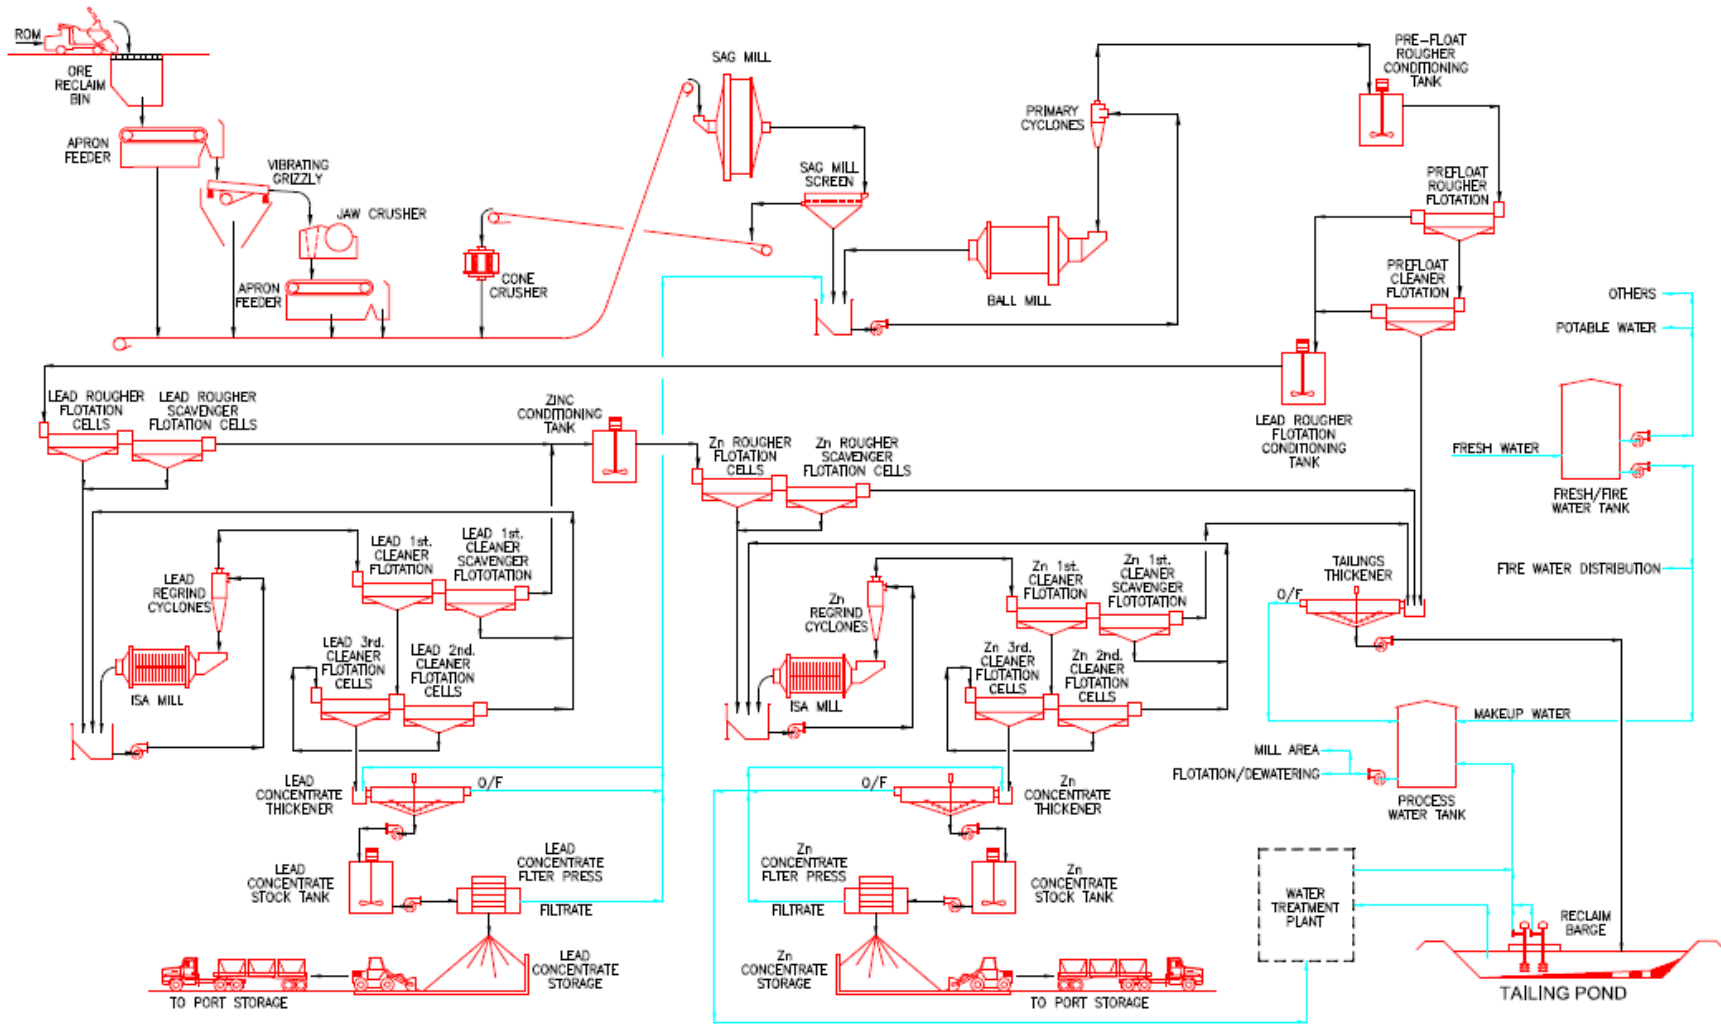 ROM
ORE
RECLAIM
BIN
APRON
FEEDER
VIBRATING
GRIZZLY
JAW CRUSHER
APRON
FEEDER
CONE
CRUSHER
SAG MILL
SAG MILL
SCREEN
PRIMARY
CYCLONES
BALL MILL
PRE-FLOAT
ROUGHER
CONDITIONING
TANK
PREFLOAT
ROUGHER
FLOTATION
PREFLOAT
CLEANER
FLOTATION
OTHERS
POTABLE WATER
LEAD ROUGHER
FLOTATION
CELLS
LEAD ROUGHER
SCAVENGER
FLOTATION CELLS
ZINC
CONDITIONING
TANK
Zn ROUGHER
FLOTATION
CELLS
Zn ROUGHER
SCAVENGER
FLOTATION CELLS
LEAD ROUGHER
FLOTATION
CONDITIONING
TANK
FRESH WATER
FRESH/FIRE
WATER TANK
LEAD
REGRIND
CYCLONES
LEAD 1st.
CLEANER
FLOTATION
LEAD 1st.
CLEANER
SCAVENGER
FLOTOTATION
Zn
REGRIND
CYCLONES
Zn 1st.
CLEANER
FLOTATION
Zn 1st.
CLEANER
SCAVENGER
FLOTOTATION
TAILINGS
THICKENER
O/F
FIRE WATER DISTRIBUTION
ISA MILL
LEAD 3rd.
CLEANER
FLOTATION
CELLS
LEAD 2nd.
CLEANER
FLOTATION
CELLS
ISA MILL
Zn 3rd.
CLEANER
FLOTATION
CELLS
Zn 2nd.
CLEANER
FLOTATION
CELLS
MAKEUP WATER
MILL AREA
FLOTATION/DEWATERING
PROCESS
WATER TANK
LEAD
CONCENTRATE
THICKENER
O/F
O/F
Zn
CONCENTRATE
THICKENER
LEAD
CONCENTRATE
STOCK TANK
LEAD
CONCENTRATE
FLTER PRESS
FILTRATE
Zn
CONCENTRATE
FLTER PRESS
FILTRATE
Zn
CONCENTRATE
STOCK TANK
WATER
TREATMENT
PLANT
RECLAIM
BARGE
LEAD
CONCENTRATE
STORAGE
TO PORT STORAGE
Zn
CONCENTRATE
STORAGE
TO PORT STORAGE
TAILING POND